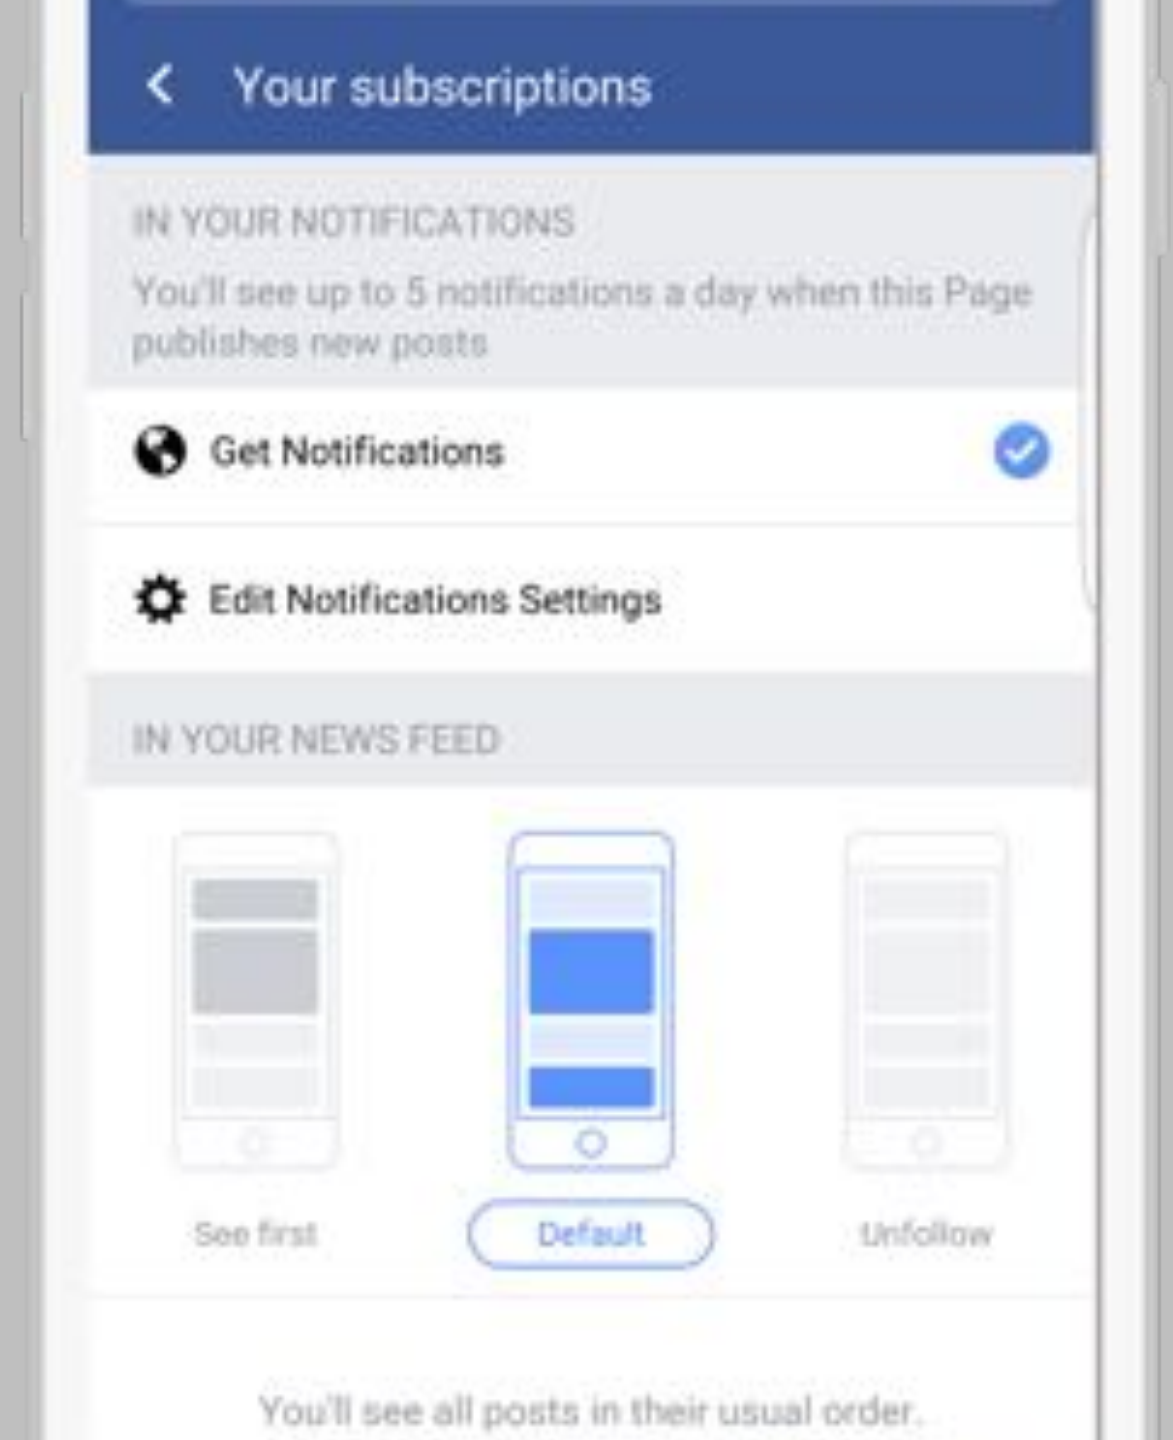 Your subscriptions
IN YOUR NOTIFICATIONS
You'll see up to 5 notifications a day when this Page
publishes new posts
Get Notifications
Edit Notifications Settings
IN YOUR NEWS FEED
See first
Default
Unfollow
You'll see all posts in their usual order.